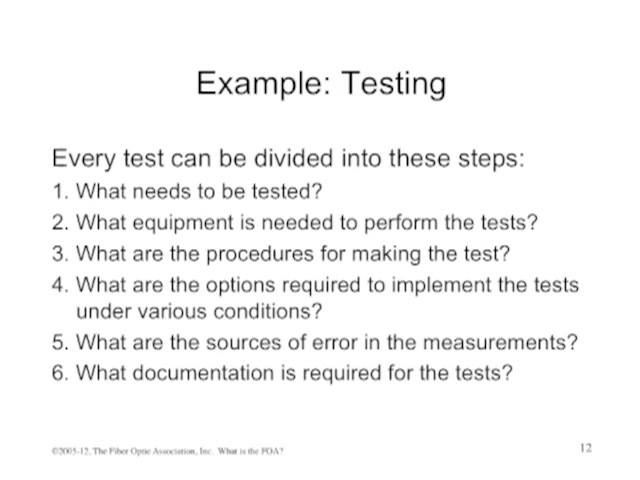 Example: Testing
Every test can be divided into these steps:
1. What needs to be tested?
2. What equipment is needed to perform the tests?
3. What are the procedures for making the test?
4. What are the options required to implement the tests
under various conditions?
5. What are the sources of error in the measurements?
6. What documentation is required for the tests?
©2005-12, The Fiber Optic Association, Inc. What is the FOA?
12